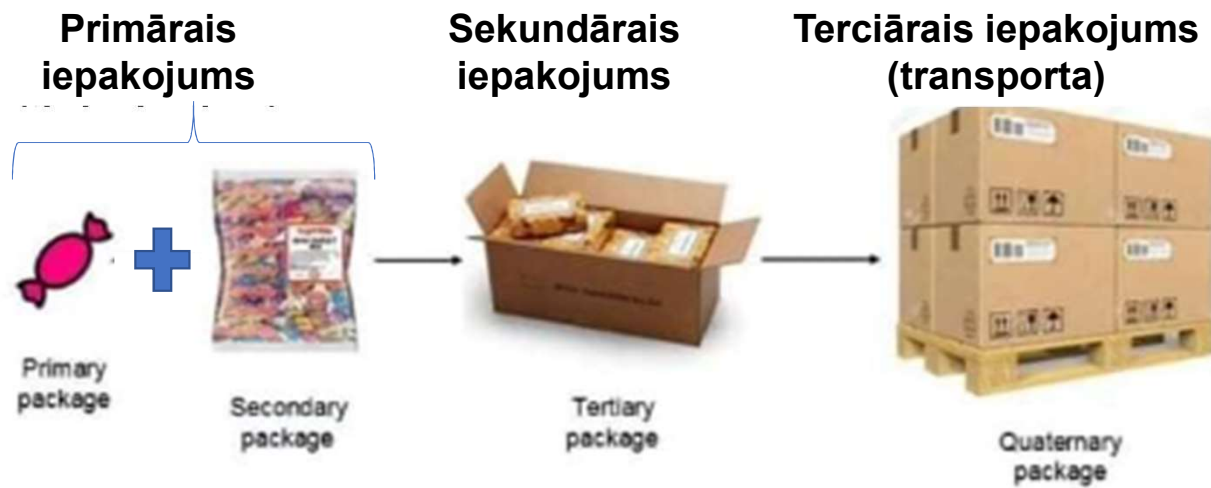 Primārais
iepakojums
Sekundārais
iepakojums
Terciārais iepakojums
(transporta)
Primary
package
Secondary
package
Tertiary
package
Quaternary
package